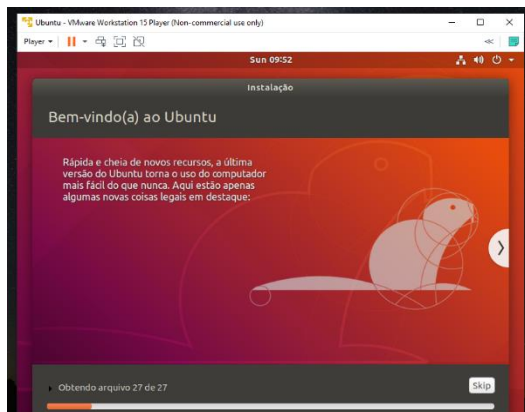 Ubuntu - VMware Workstation 15 Player (Non-commercial use only)
Player
Sun 09:52
Instalação
Bem-vindo(a) ao Ubuntu
Rápida e cheia de novos recursos, a última
versão do Ubuntu torna o uso do computador
mais fácil do que nunca. Aqui estão apenas
algumas novas coisas legais em destaque:
Obtendo arquivo 27 de 27
Skip